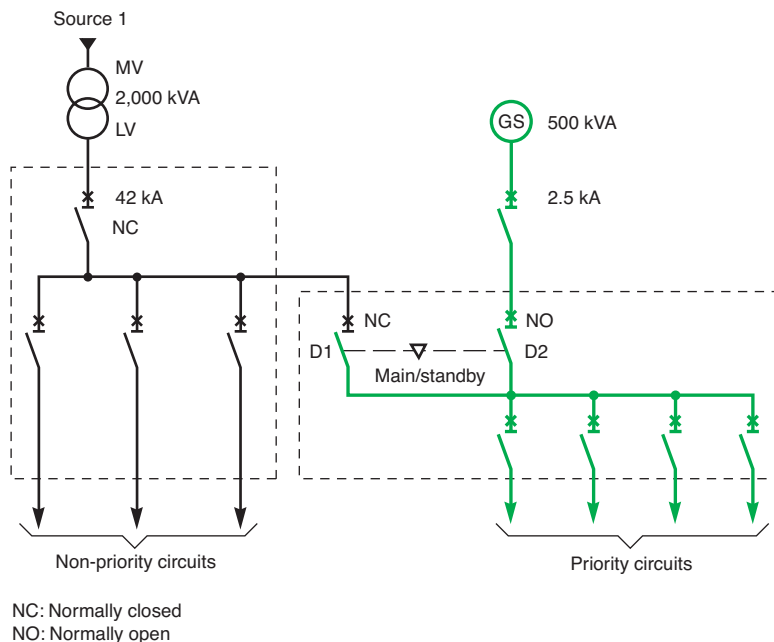 Source 1
MV
2,000 kVA
LV
GS 500 kVA
42 kA
2.5 kA
NC
NC
NO
D1
D2
Main/standby
Non-priority circuits
Priority circuits
NC: Normally closed
NO: Normally open